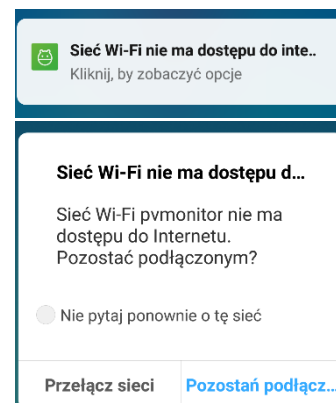 Sieć Wi-Fi nie ma dostępu do inte..
Kliknij, by zobaczyć opcje
Sieć Wi-Fi nie ma dostępu d...
Sieć Wi-Fi pvmonitor nie ma
dostępu do Internetu.
Pozostać podłączonym?
Nie pytaj ponownie o tę sieć
Przełącz sieci
Pozostań podłącz...